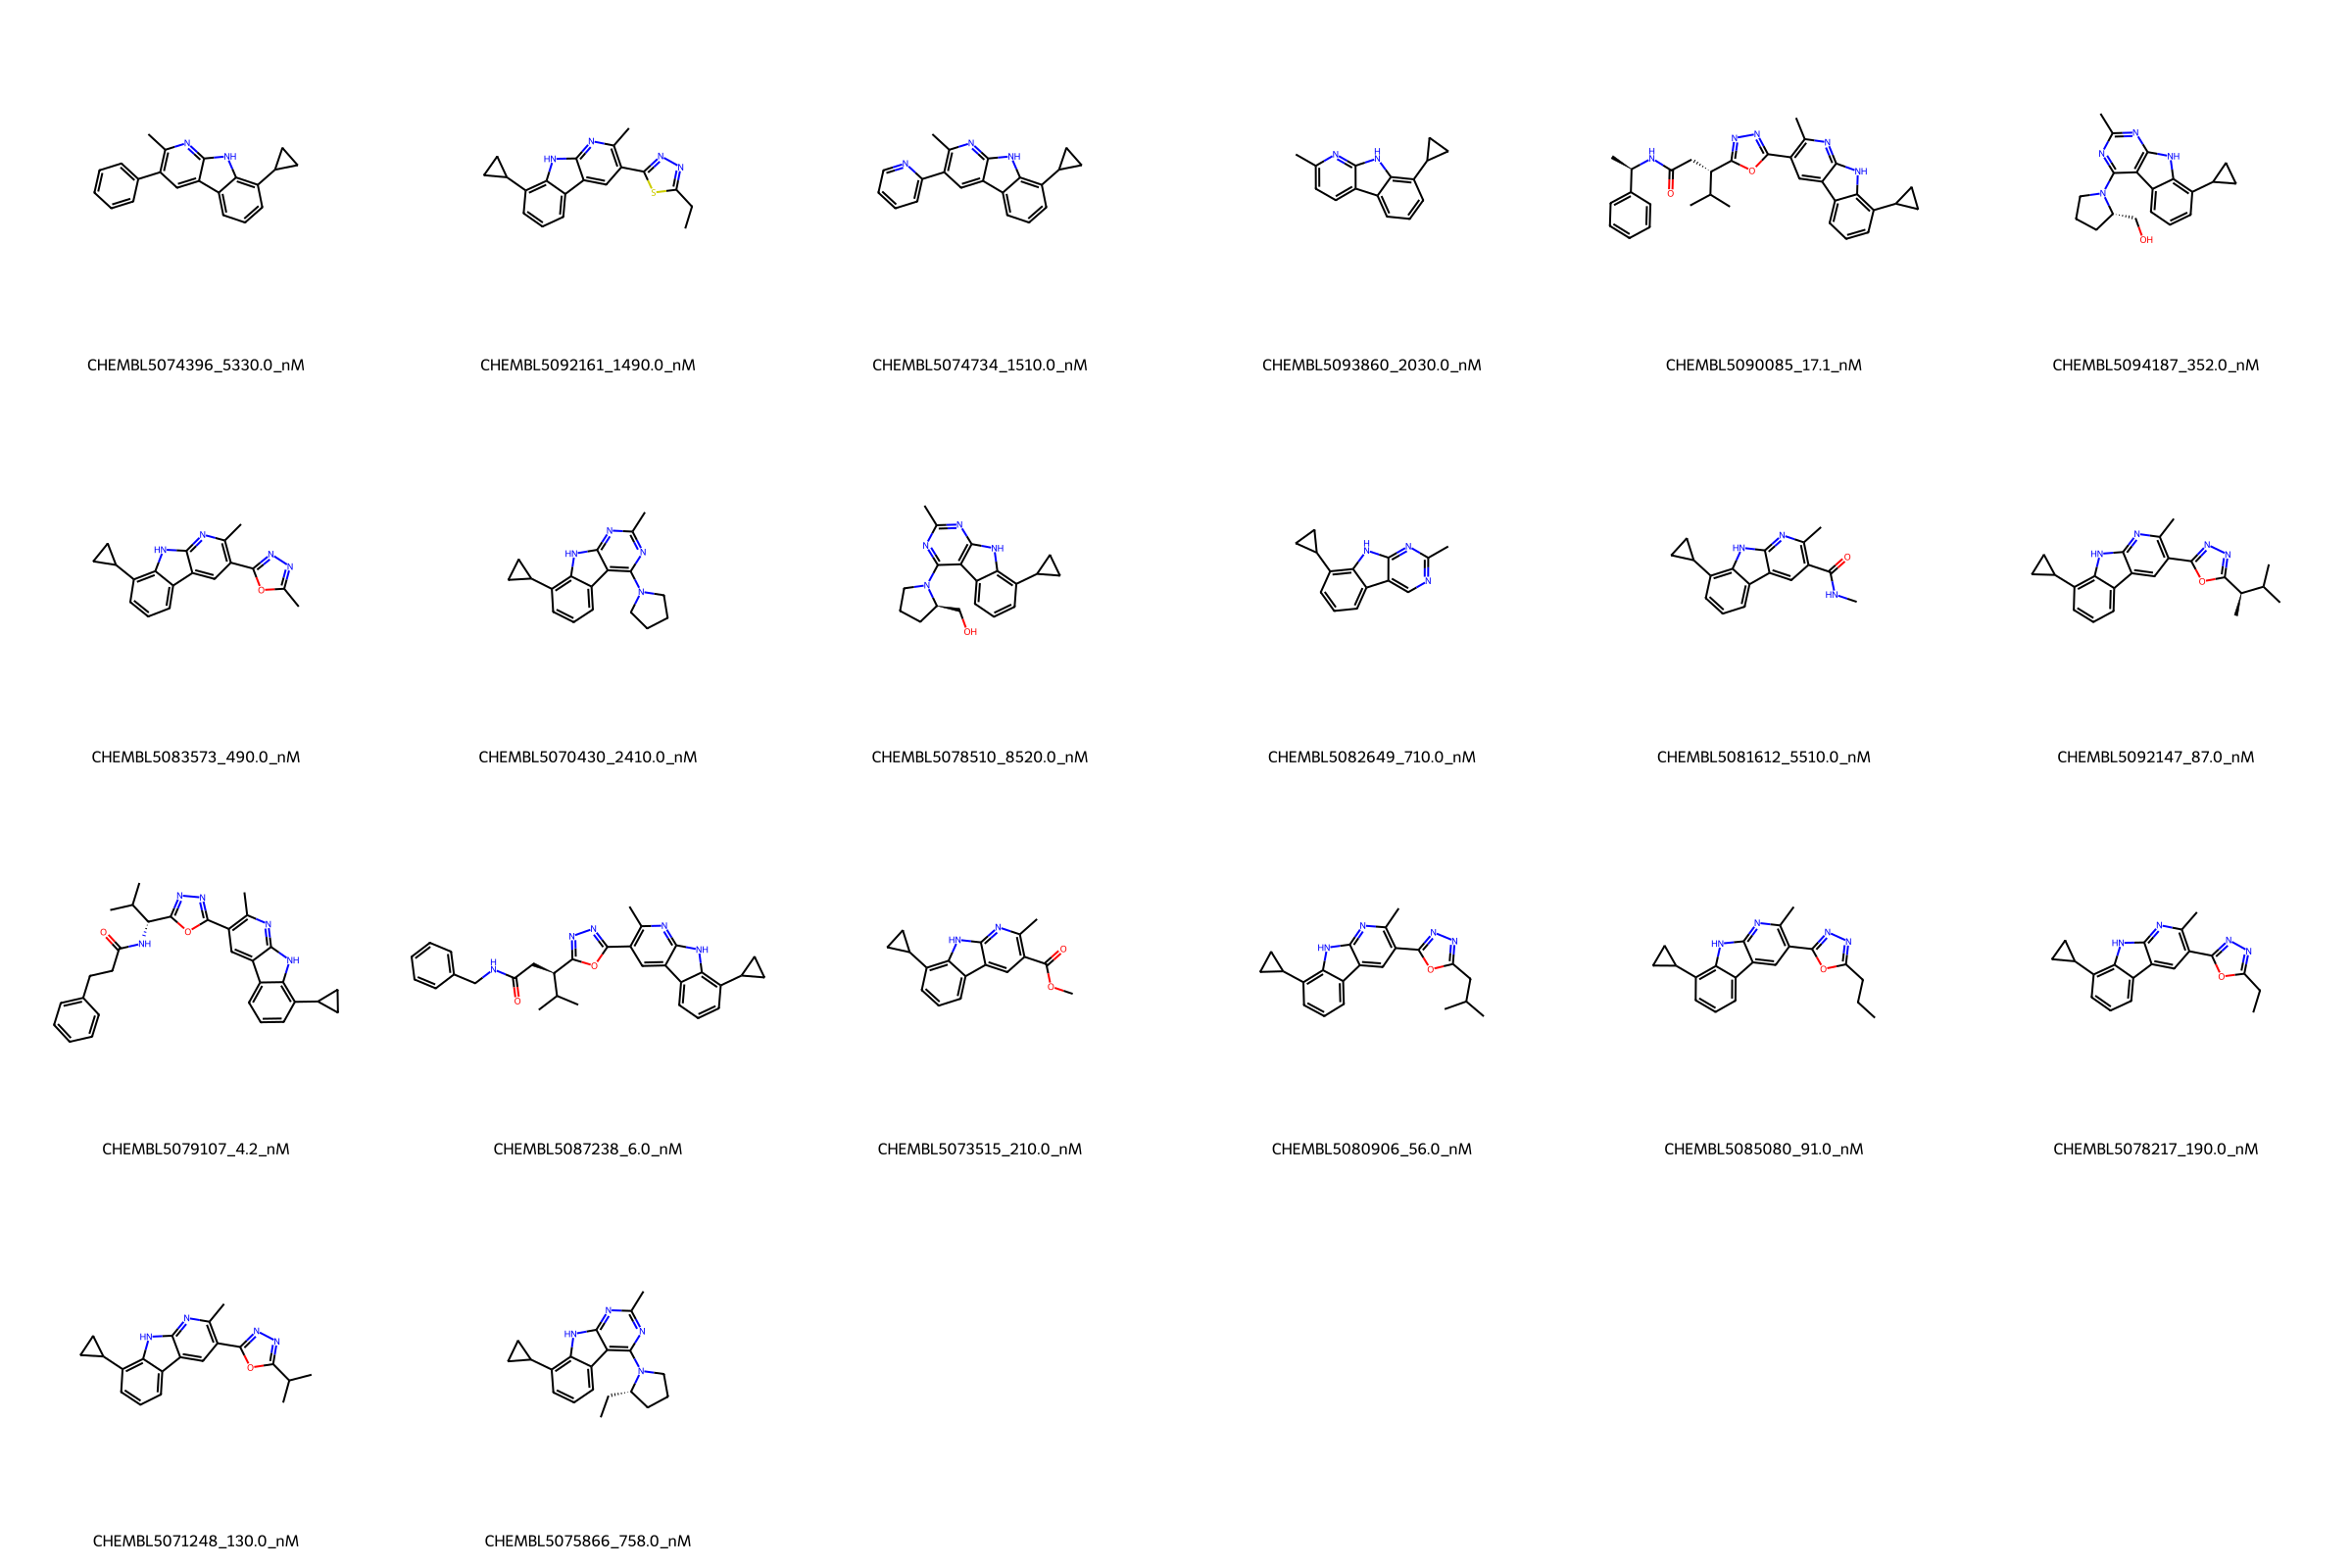 CHEMBL5074396_5330.0_nM
CHEMBL5092161_1490.0_nM
CHEMBL5074734_1510.0_nM
CHEMBL5093860_2030.0_nM
CHEMBL5090085_17.1_nM
CHEMBL5094187_352.0_nM
CHEMBL5083573_490.0_nM
CHEMBL5070430_2410.0_nM
CHEMBL5078510_8520.0_nM
CHEMBL5082649_710.0_nM
CHEMBL5081612_5510.0_nM
CHEMBL5092147_87.0_nM
CHEMBL5079107_4.2_nM
CHEMBL5087238_6.0_nM
CHEMBL5073515_210.0_nM
CHEMBL5080906_56.0_nM
CHEMBL5085080_91.0_nM
CHEMBL5078217_190.0_nM
CHEMBL5071248_130.0_nM
CHEMBL5075866_758.0_nM